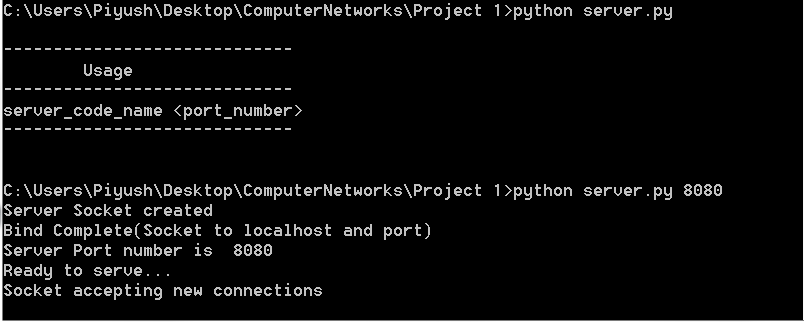 C:\Users\Piyush\Desktop\ComputerNetworks\Project 1>python server.py
-----------------------------
Usage
-----------------------------
server_code_name <port_number>
-----------------------------
C:\Users\Piyush\Desktop\ComputerNetworks\Project 1>python server.py 8080
Server Socket created
Bind Complete(Socket to localhost and port)
Server Port number is  8080
Ready to serve...
Socket accepting new connections